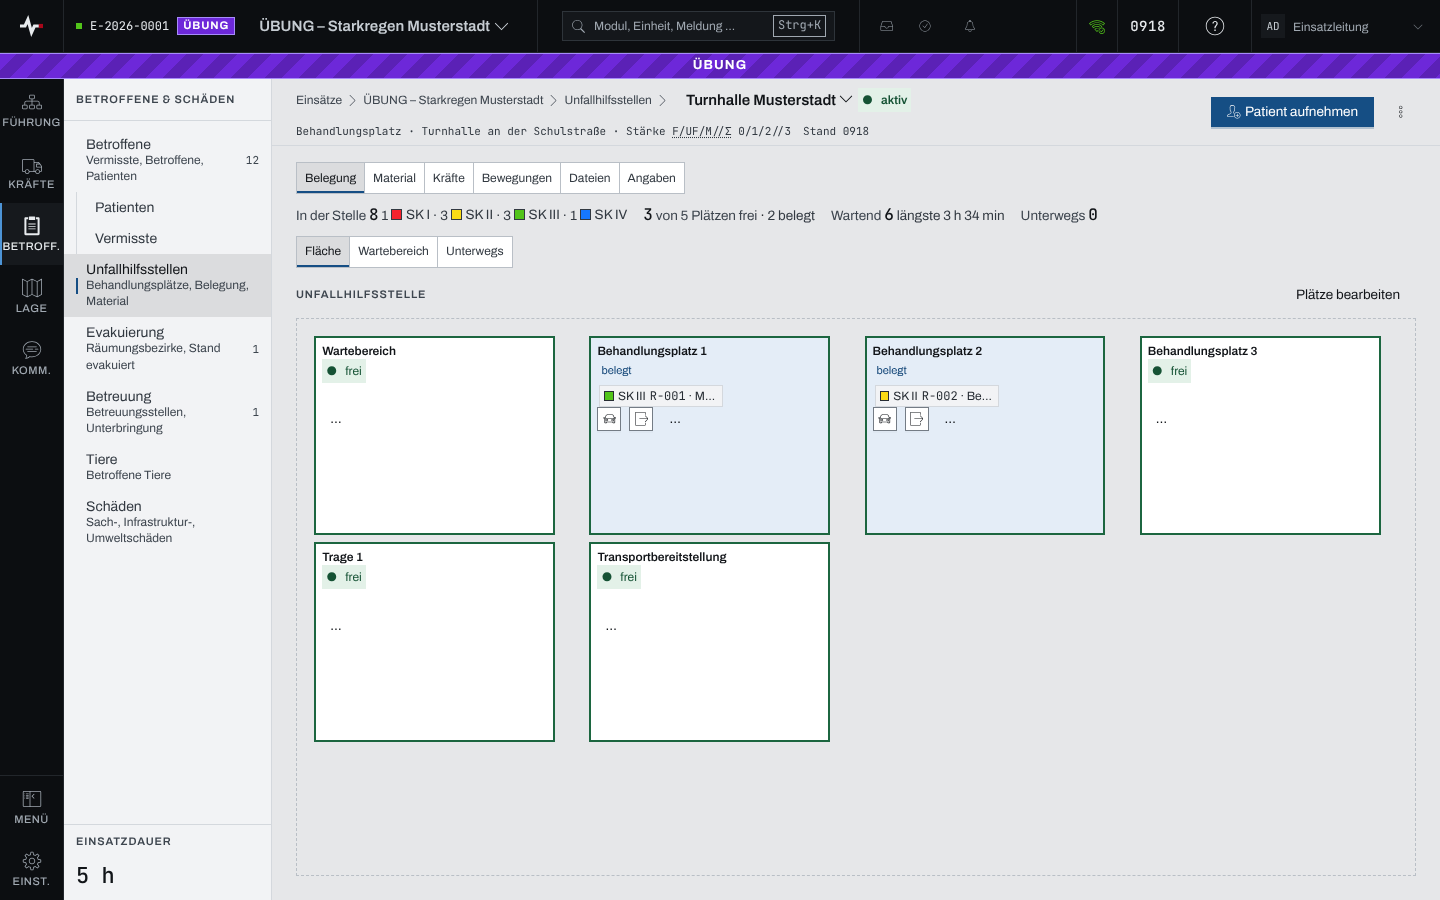 E-2026-0001 ÜBUNG ÜBUNG – Starkregen Musterstadt Modul, Einheit, Meldung ... Strg+K 0918 ? AD Einsatzleitung
ÜBUNG
FÜHRUNG
KRÄFTE
BETROFF.
LAGE
KOMM.
MENÜ
EINST.
BETROFFENE & SCHÄDEN
Betroffene
Vermisste, Betroffene, Patienten 12
Patienten
Vermisste
Unfallhilfsstellen
Behandlungsplätze, Belegung, Material
Evakuierung
Räumungsbezirke, Stand evakuiert 1
Betreuung
Betreuungsstellen, Unterbringung 1
Tiere
Betroffene Tiere
Schäden
Sach-, Infrastruktur-, Umweltschäden
EINSATZDAUER
5 h
Einsätze ÜBUNG – Starkregen Musterstadt Unfallhilfsstellen Turnhalle Musterstadt aktiv
Behandlungsplatz · Turnhalle an der Schulstraße · Stärke F/UF/M//Σ 0/1/2//3 Stand 0918
Patient aufnehmen
Belegung Material Kräfte Bewegungen Dateien Angaben
In der Stelle 8 1 SK I · 3 SK II · 3 SK III · 1 SK IV 3 von 5 Plätzen frei · 2 belegt Wartend 6 längste 3 h 34 min Unterwegs 0
Fläche Wartebereich Unterwegs
UNFALLHILFSSTELLE Plätze bearbeiten
Wartebereich
frei
...
Behandlungsplatz 1
belegt
SK III R-001 · M...
...
Behandlungsplatz 2
belegt
SK II R-002 · Be...
...
Behandlungsplatz 3
frei
...
Trage 1
frei
...
Transportbereitstellung
frei
...